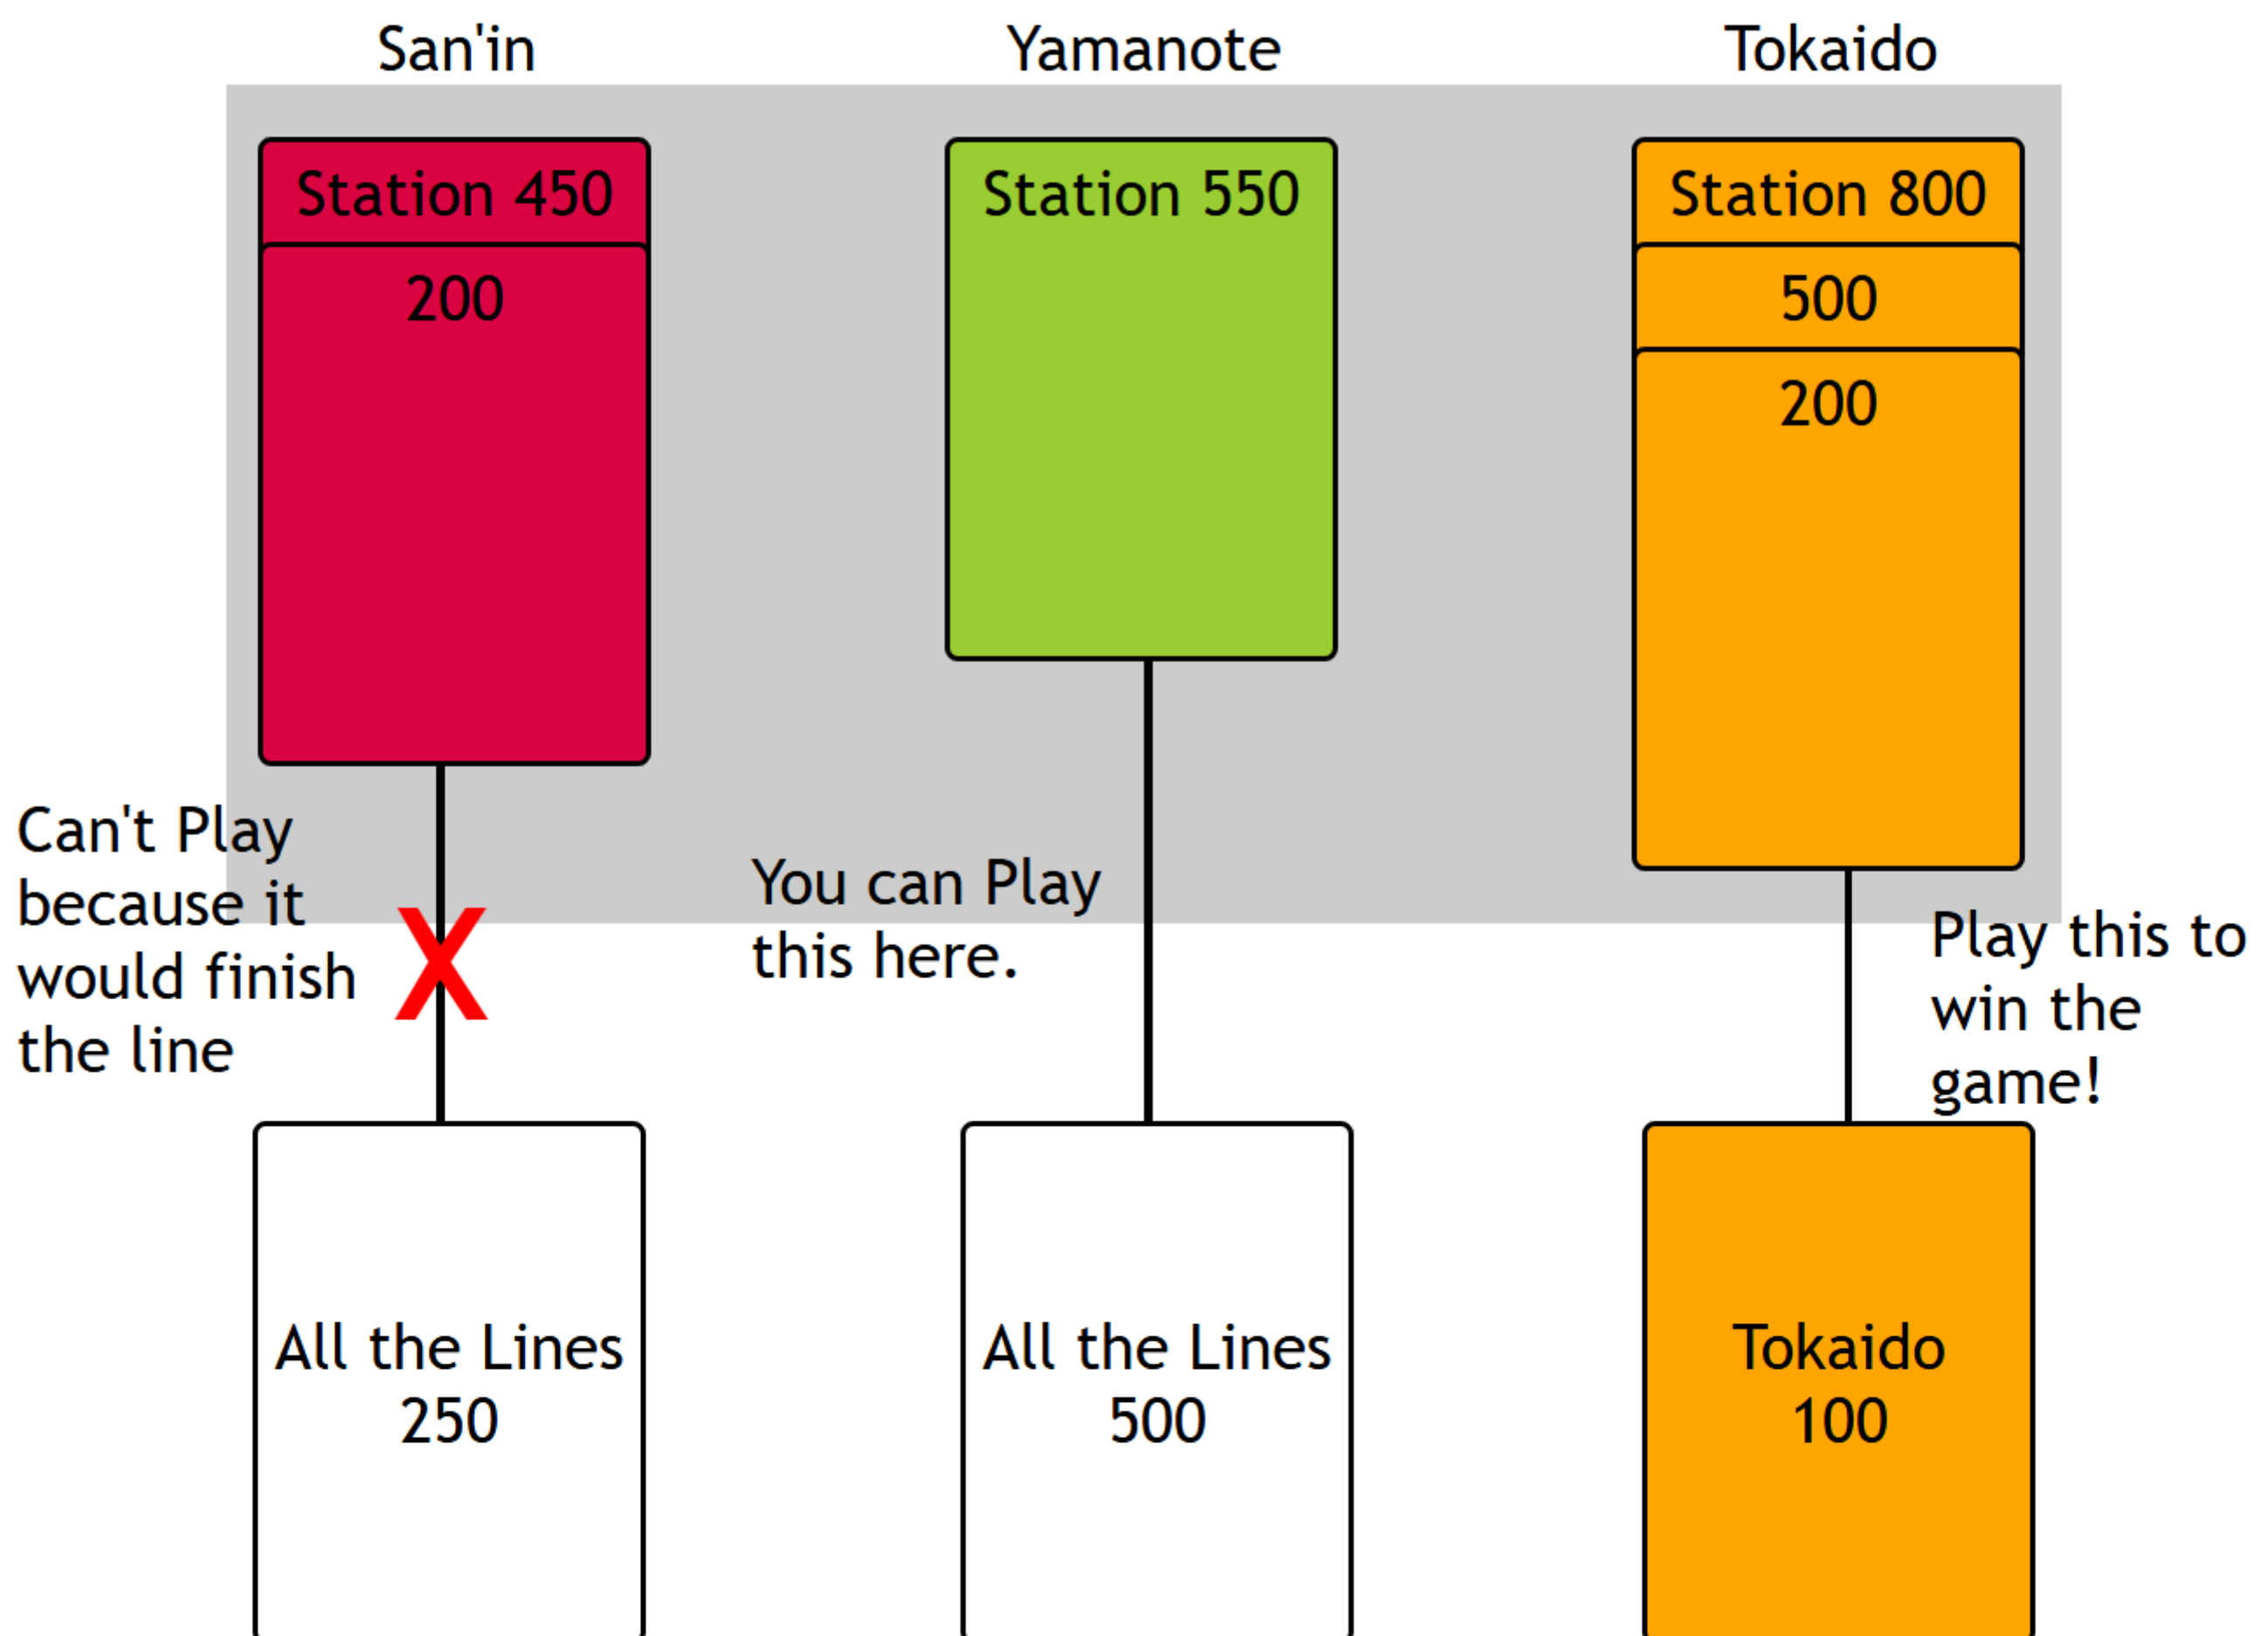 San'in
Yamanote
Tokaido
Station 450
200
Station 550
Station 800
500
200
Can't Play
because it
would finish
the line
X
You can Play
this here.
Play this to
win the
game!
All the Lines
250
All the Lines
500
Tokaido
100